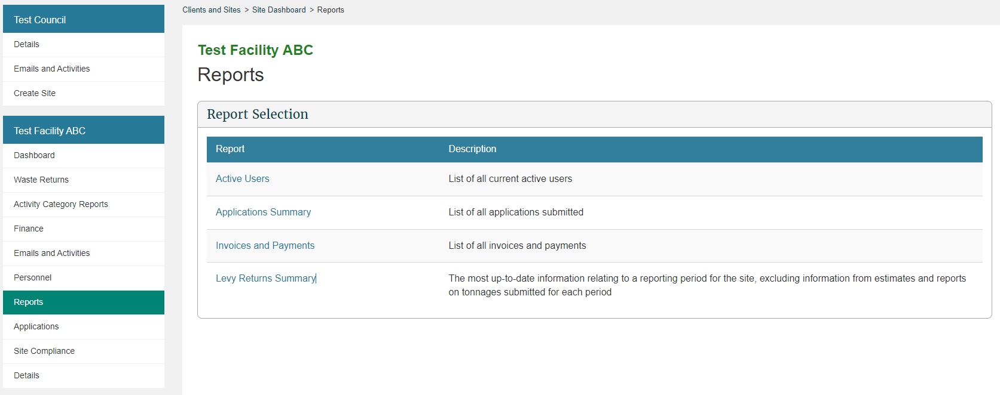 Test Council
Details
Emails and Activities
Create Site
Test Facility ABC
Dashboard
Waste Returns
Activity Category Reports
Finance
Emails and Activities
Personnel
Reports
Applications
Site Compliance
Details
Clients and Sites > Site Dashboard > Reports
Test Facility ABC
Reports
Report Selection
Report Description
Active Users List of all current active users
Applications Summary List of all applications submitted
Invoices and Payments List of all invoices and payments
Levy Returns Summary The most up-to-date information relating to a reporting period for the site, excluding information from estimates and reports
on tonnages submitted for each period